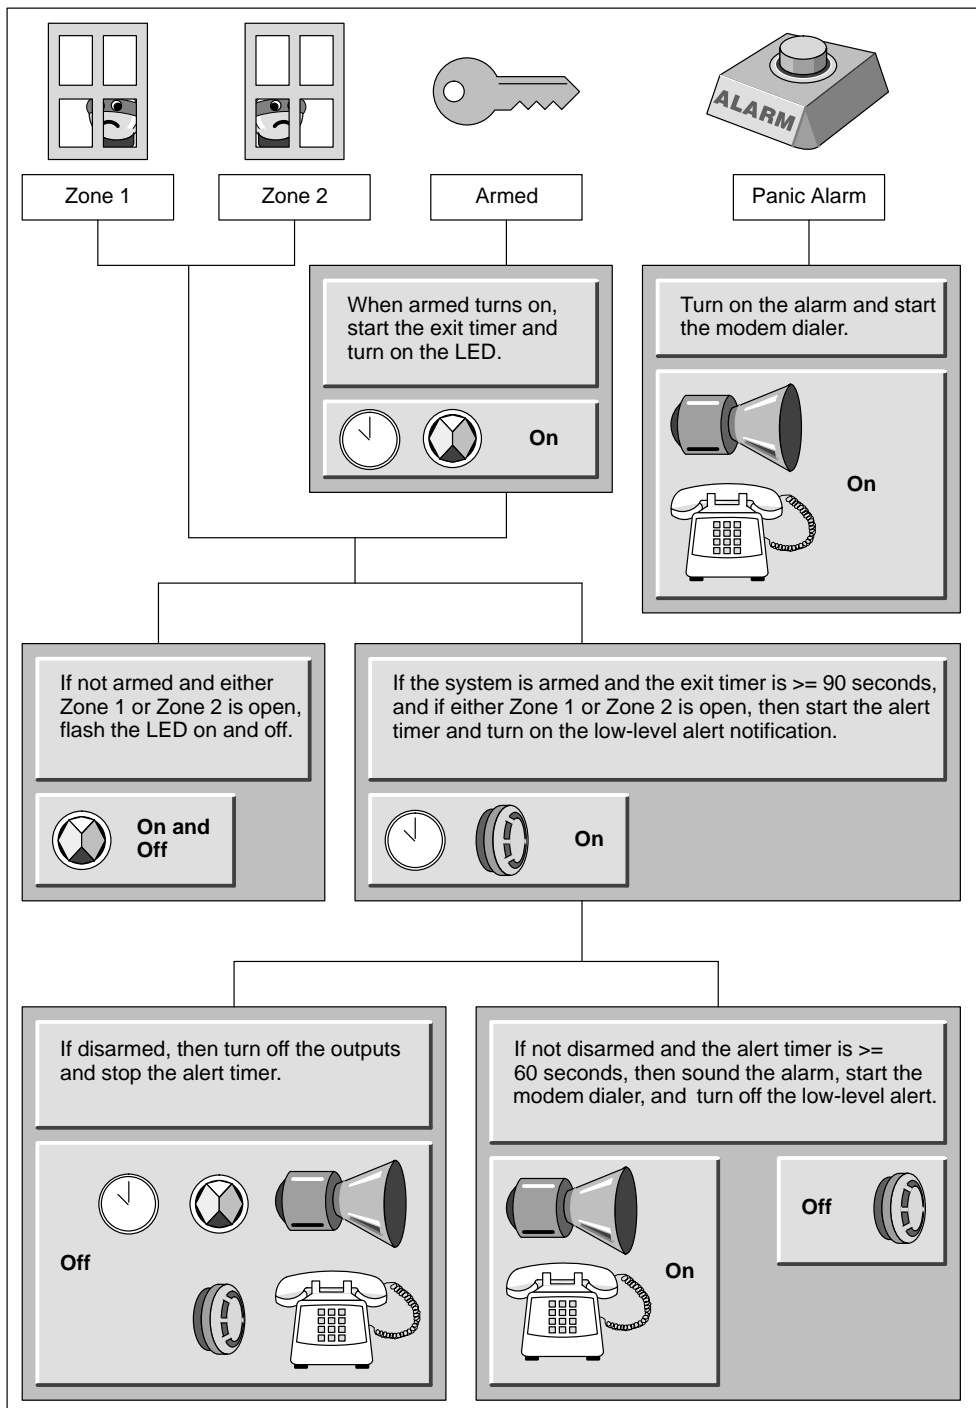 ALARM
Zone 1
Zone 2
Armed
Panic Alarm
When armed turns on,
start the exit timer and
turn on the LED.
On
Turn on the alarm and start
the modem dialer.
On
If not armed and either
Zone 1 or Zone 2 is open,
flash the LED on and off.
On and
Off
If the system is armed and the exit timer is >= 90 seconds,
and if either Zone 1 or Zone 2 is open, then start the alert
timer and turn on the low-level alert notification.
On
If disarmed, then turn off the outputs
and stop the alert timer.
Off
If not disarmed and the alert timer is >=
60 seconds, then sound the alarm, start the
modem dialer, and turn off the low-level alert.
On
Off